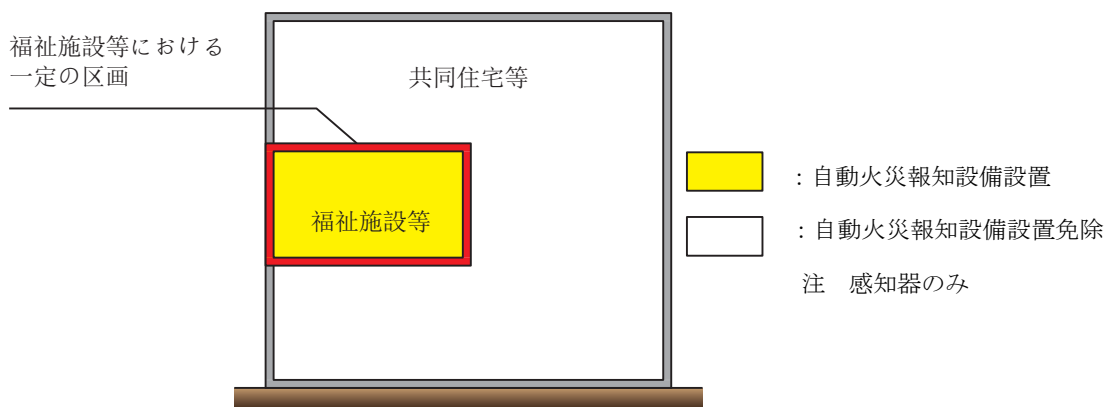 福祉施設等における
一定の区画
共同住宅等
福祉施設等
：自動火災報知設備設置
：自動火災報知設備設置免除
注　感知器のみ